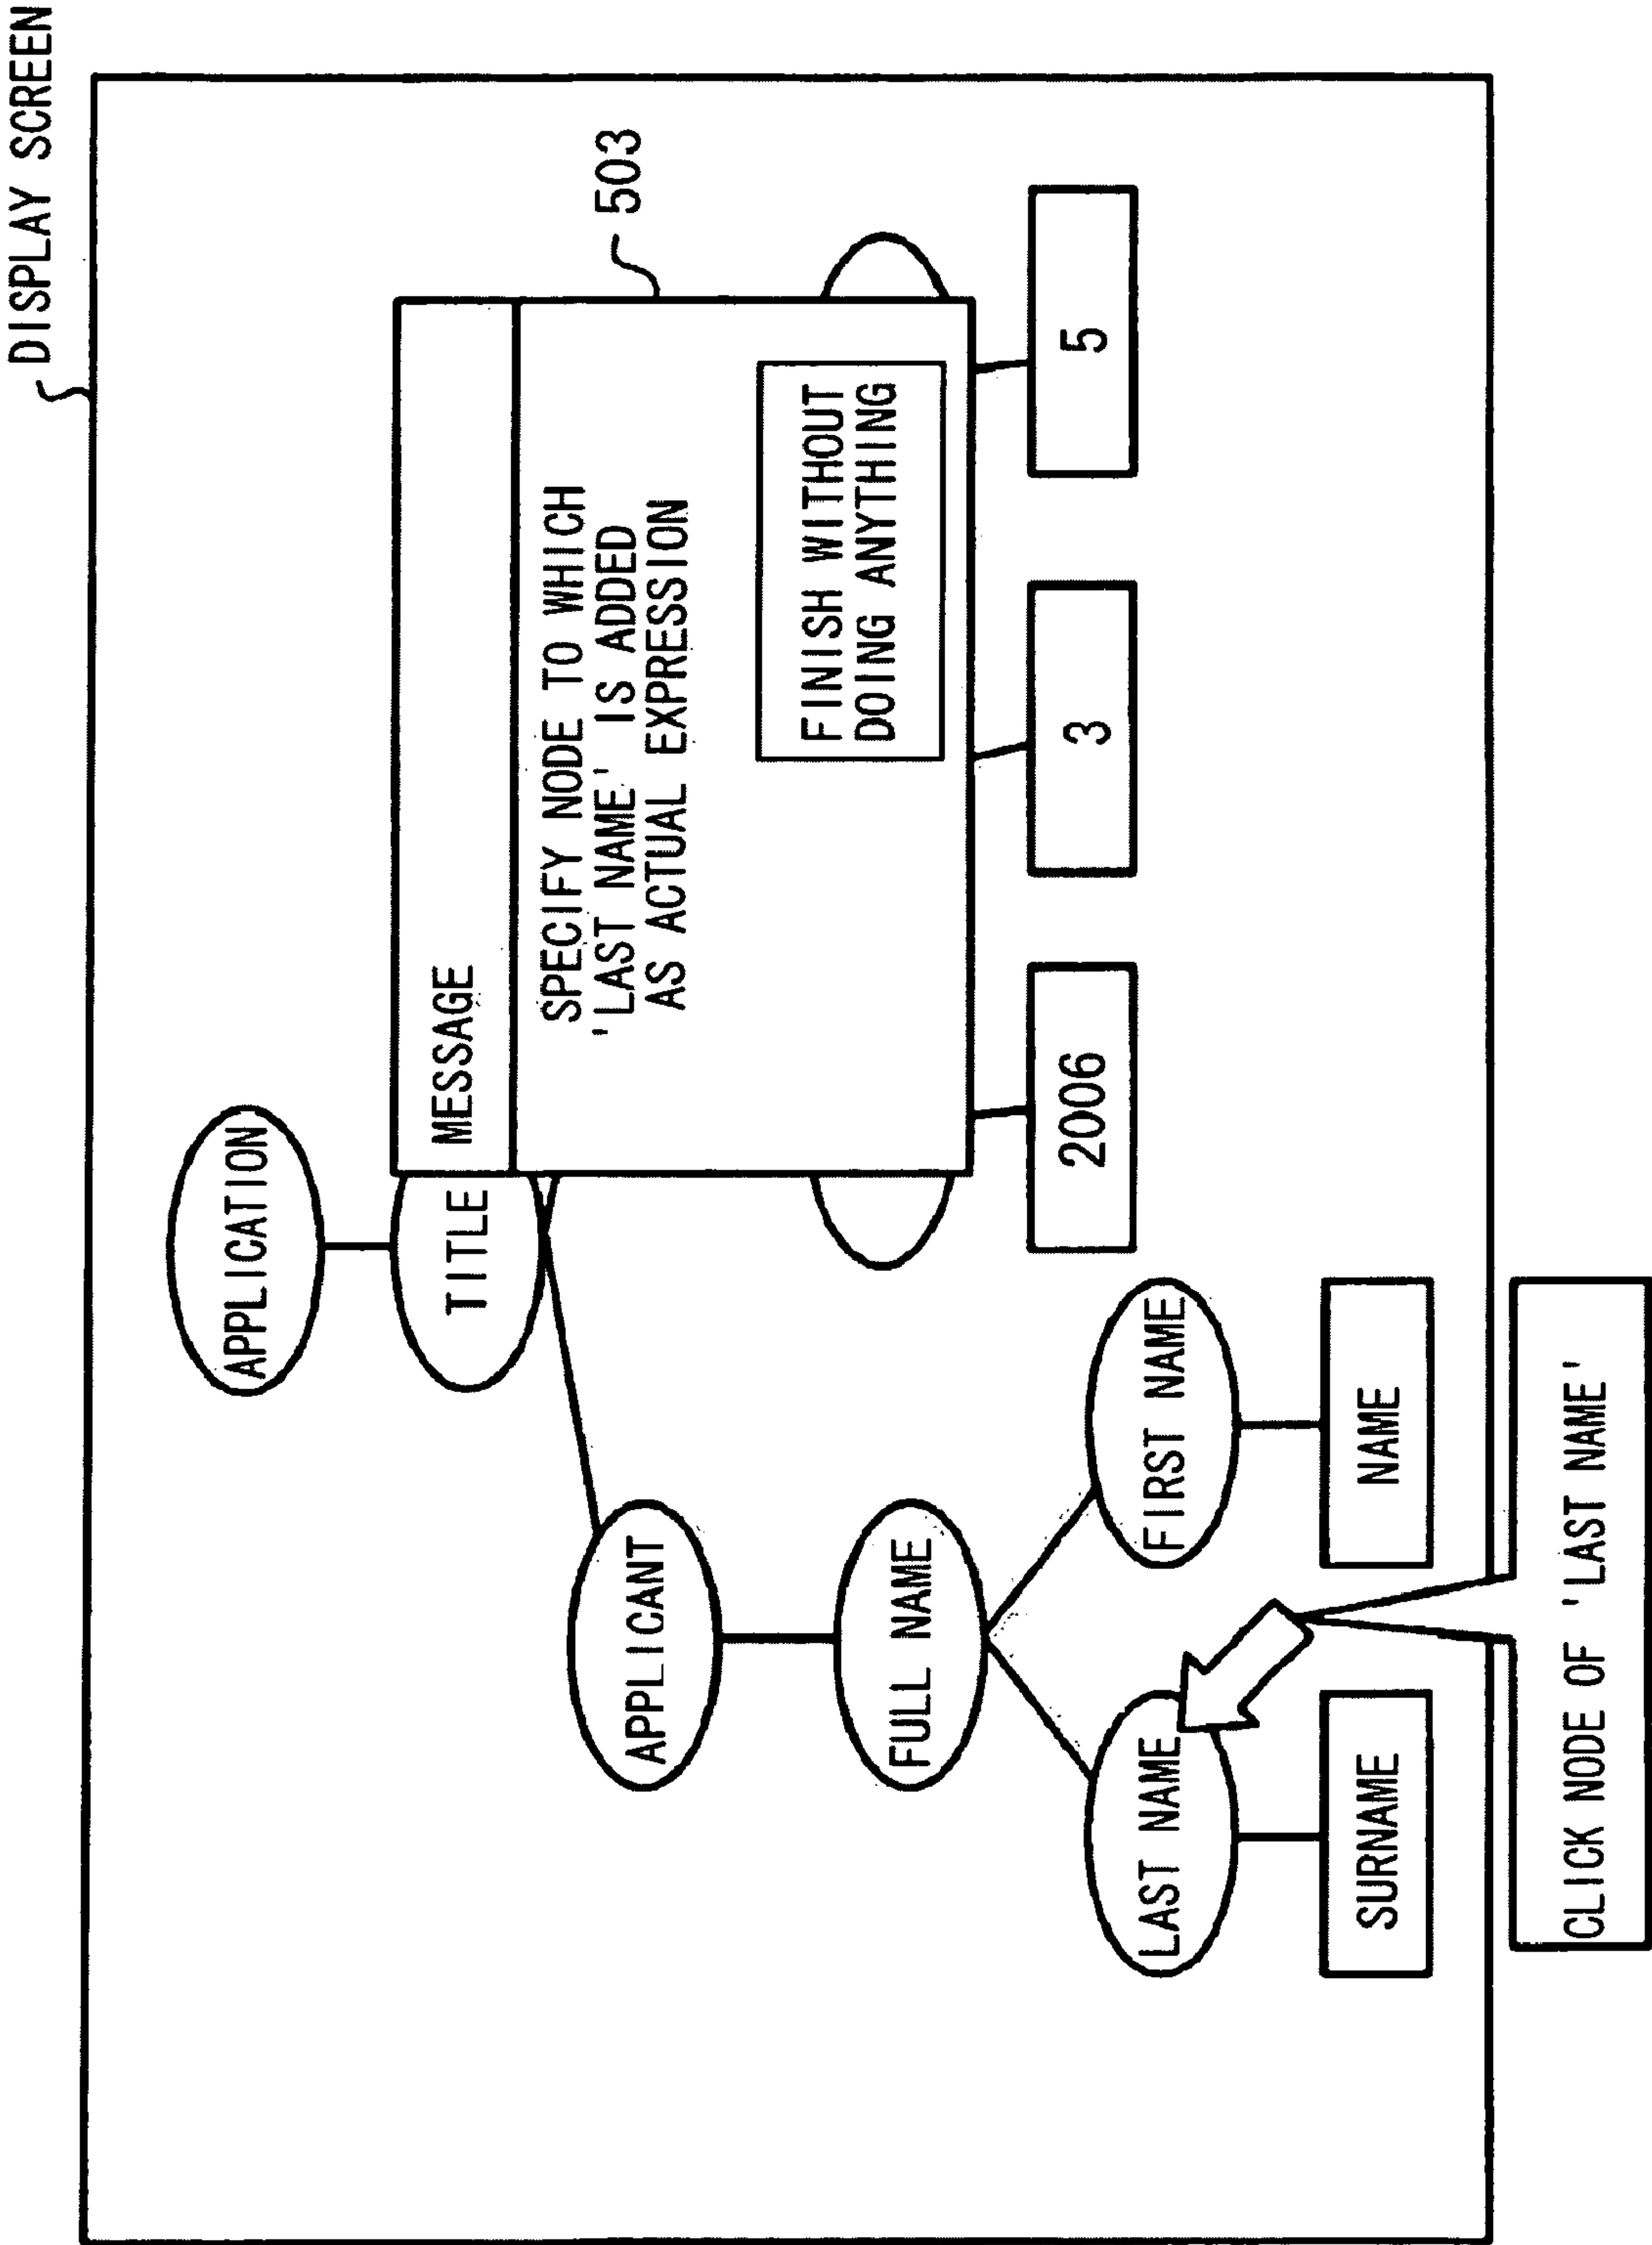 DISPLAY SCREEN
APPLICATION
TITLE
MESSAGE
503
SPECIFY NODE TO WHICH
'LAST NAME' IS ADDED
AS ACTUAL EXPRESSION
FINISH WITHOUT
DOING ANYTHING
APPLICANT
FULL NAME
2006
3
5
LAST NAME
FIRST NAME
SURNAME
NAME
CLICK NODE OF 'LAST NAME'